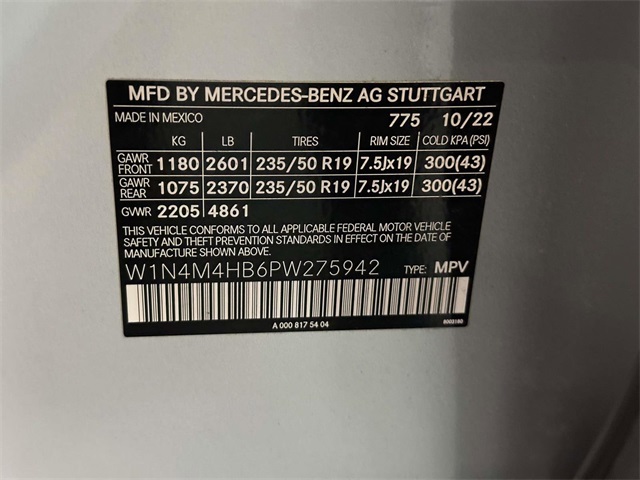 MFD BY MERCEDES-BENZ AG STUTTGART
MADE IN MEXICO 775 10/22
KG LB TIRES RIM SIZE COLD KPA (PSI)
GAWR FRONT 1180 2601 235/50 R19 7.5Jx19 300(43)
GAWR REAR 1075 2370 235/50 R19 7.5Jx19 300(43)
GVWR 2205 4861
THIS VEHICLE CONFORMS TO ALL APPLICABLE FEDERAL MOTOR VEHICLE
SAFETY AND THEFT PREVENTION STANDARDS IN EFFECT ON THE DATE OF
MANUFACTURE SHOWN ABOVE.
W1N4M4HB6PW275942 TYPE: MPV
A 000 817 54 04